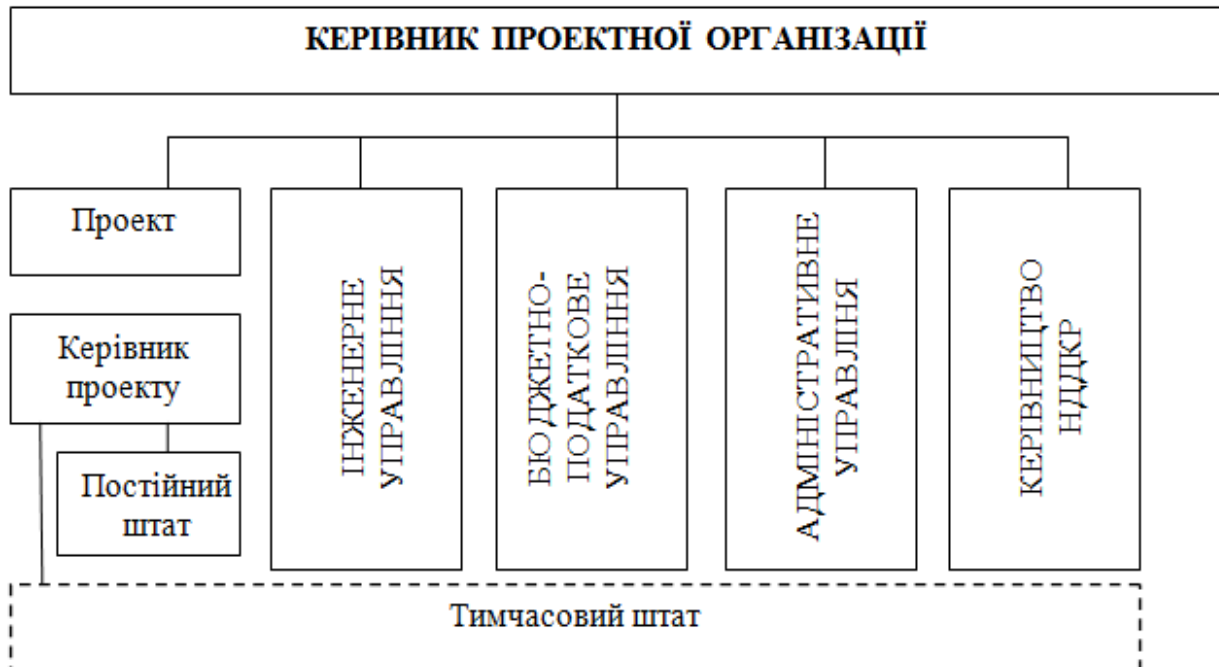 КЕРІВНИК ПРОЕКТНОЇ ОРГАНІЗАЦІЇ
Проект
Керівник
проекту
Постійний
штат
ІНЖЕНЕРНЕ
УПРАВЛІННЯ
БЮДЖЕТНО-
ПОДАТКОВЕ
УПРАВЛІННЯ
АДМІНІСТРАТИВНЕ
УПРАВЛІННЯ
КЕРІВНИЦТВО
НДДКР
Тимчасовий штат